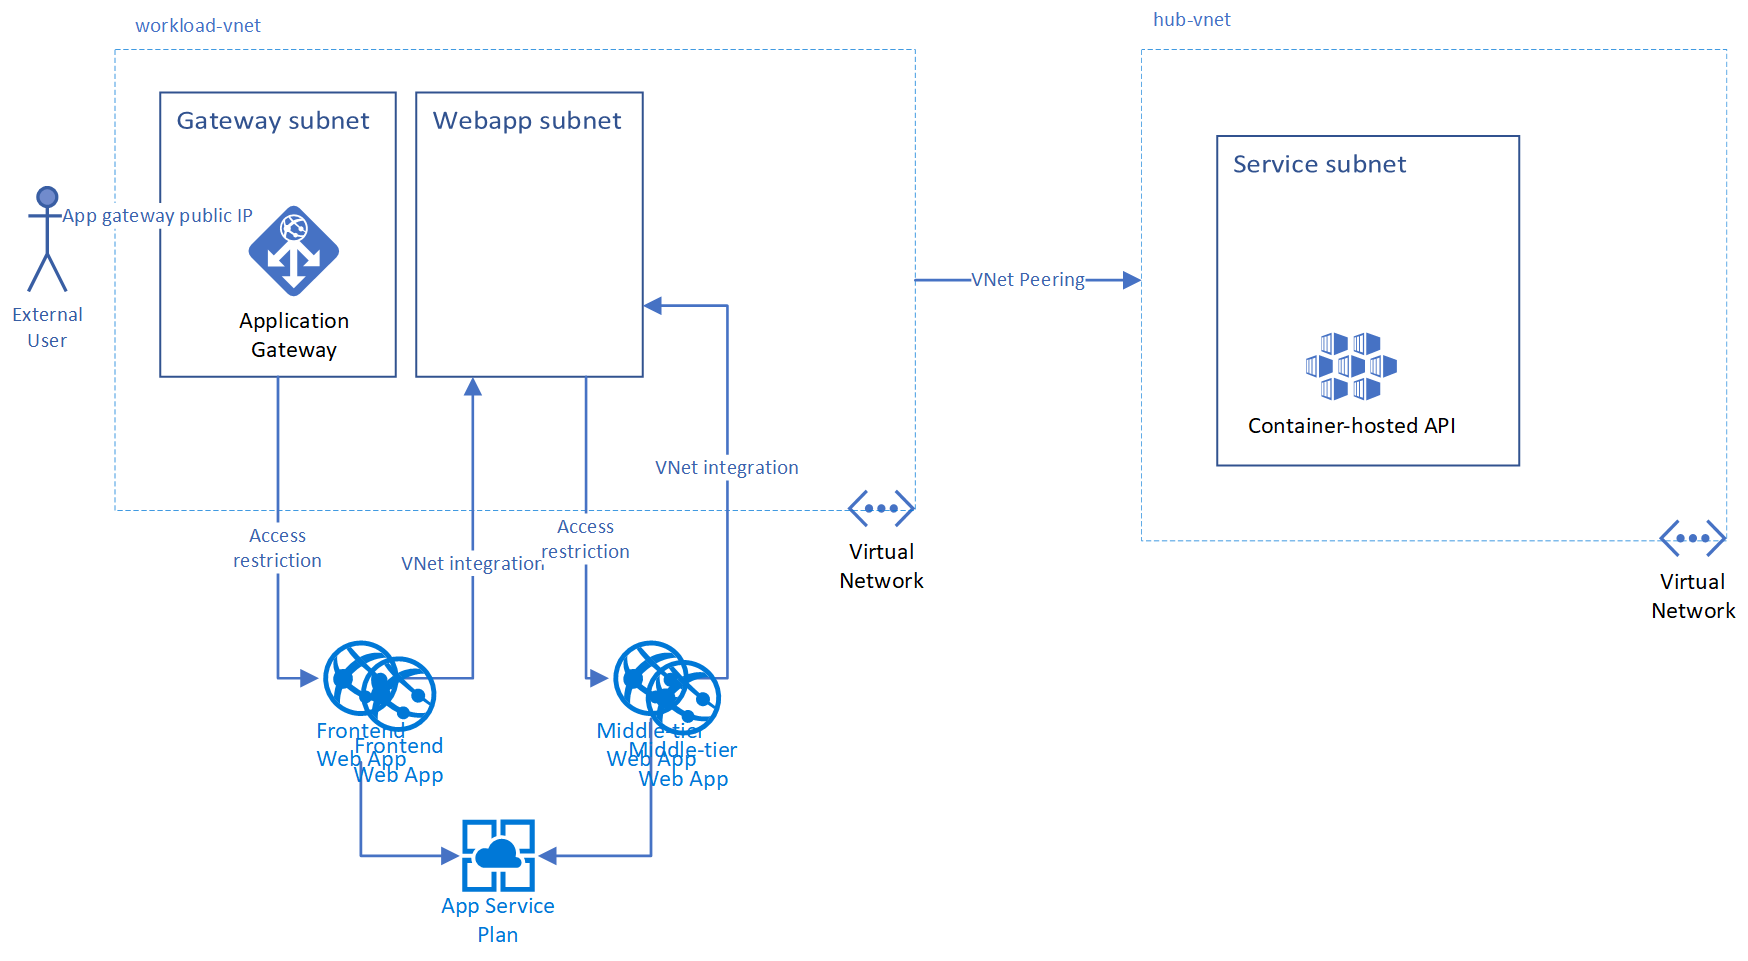 workload-vnet
hub-vnet
Gateway subnet
Webapp subnet
Service subnet
App gateway public IP
External
User
Application
Gateway
VNet Peering
Container-hosted API
VNet integration
Access
restriction
VNet integration
Access
restriction
Virtual
Network
Virtual
Network
Frontend
Web App
Frontend
Web App
Middle-tier
Web App
Middle-tier
Web App
App Service
Plan